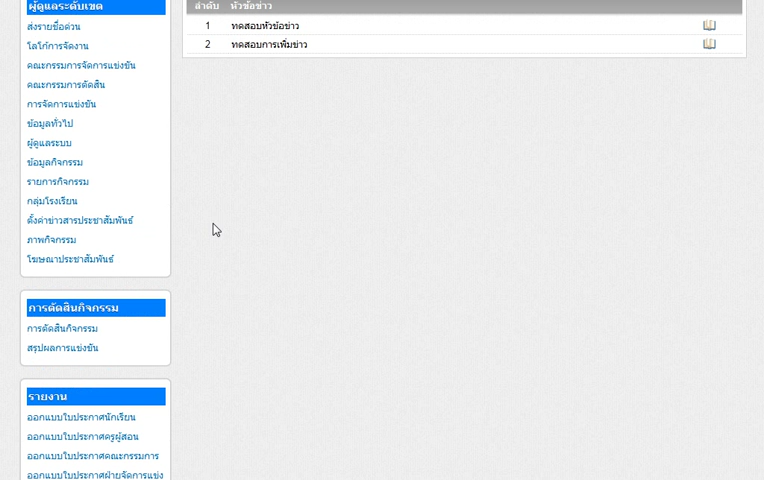 ผู้ดูแลระดับเขต
ส่งรายชื่อด่วน
โลโก้การจัดงาน
คณะกรรมการจัดการแข่งขัน
คณะกรรมการตัดสิน
การจัดการแข่งขัน
ข้อมูลทั่วไป
ผู้ดูแลระบบ
ข้อมูลกิจกรรม
รายการกิจกรรม
กลุ่มโรงเรียน
ตั้งค่าข่าวสารประชาสัมพันธ์
ภาพกิจกรรม
โฆษณาประชาสัมพันธ์
การตัดสินกิจกรรม
การตัดสินกิจกรรม
สรุปผลการแข่งขัน
รายงาน
ออกแบบใบประกาศนักเรียน
ออกแบบใบประกาศครูผู้สอน
ออกแบบใบประกาศคณะกรรมการ
ออกแบบใบประกาศฝ่ายจัดการแข่ง
ลำดับ หัวข้อข่าว
1 ทดสอบหัวข้อข่าว
2 ทดสอบการเพิ่มข่าว